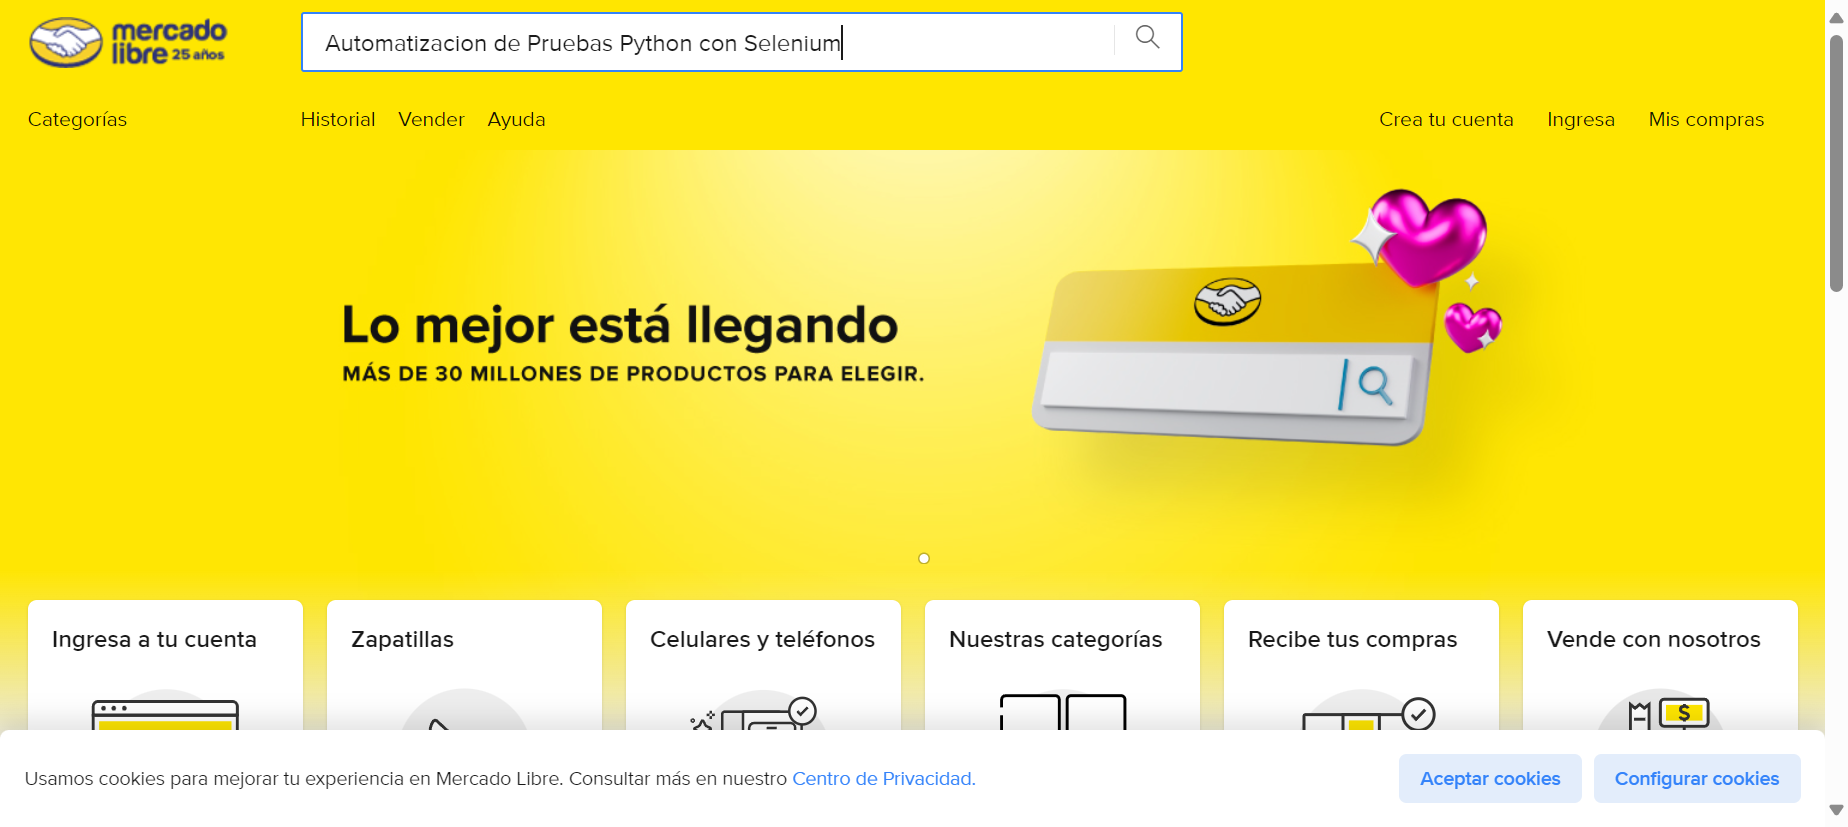 mercado
libre 25 años
Automatizacion de Pruebas Python con Selenium
Categorías
Historial
Vender
Ayuda
Crea tu cuenta
Ingresa
Mis compras
Lo mejor está llegando
MÁS DE 30 MILLONES DE PRODUCTOS PARA ELEGIR.
Ingresa a tu cuenta
Zapatillas
Celulares y teléfonos
Nuestras categorías
Recibe tus compras
Vende con nosotros
$
Usamos cookies para mejorar tu experiencia en Mercado Libre. Consultar más en nuestro Centro de Privacidad.
Aceptar cookies
Configurar cookies